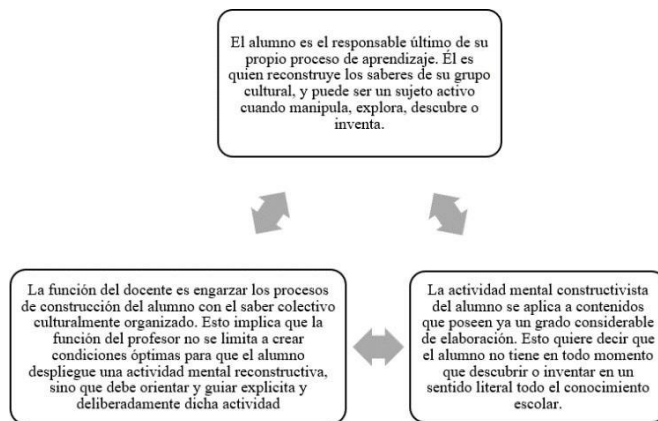 El alumno es el responsable último de su
propio proceso de aprendizaje. Él es
quien reconstruye los saberes de su grupo
cultural, y puede ser un sujeto activo
cuando manipula, explora, descubre o
inventa.
La función del docente es engarzar los procesos
de construcción del alumno con el saber colectivo
culturalmente organizado. Esto implica que la
función del profesor no se limita a crear
condiciones óptimas para que el alumno
despliegue una actividad mental reconstructiva,
sino que debe orientar y guiar explicita y
deliberadamente dicha actividad
La actividad mental constructivista
del alumno se aplica a contenidos
que poseen ya un grado considerable
de elaboración. Esto quiere decir que
el alumno no tiene en todo momento
que descubrir o inventar en un
sentido literal todo el conocimiento
escolar.